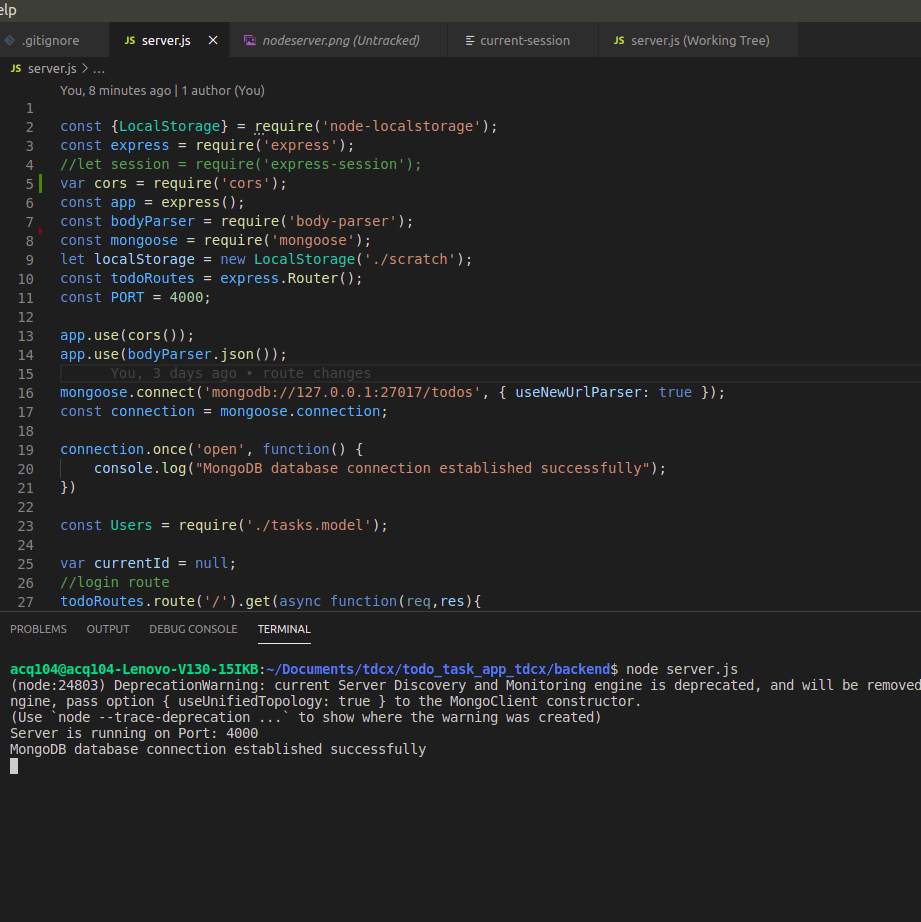 elp
.gitignore
JS server.js
nodeserver.png (Untracked)
current-session
JS server.js (Working Tree)
JS server.js > ...
You, 8 minutes ago | 1 author (You)
1
2 const {LocalStorage} = require('node-localstorage');
3 const express = require('express');
4 //let session = require('express-session');
5 var cors = require('cors');
6 const app = express();
7 const bodyParser = require('body-parser');
8 const mongoose = require('mongoose');
9 let localStorage = new LocalStorage('./scratch');
10 const todoRoutes = express.Router();
11 const PORT = 4000;
12
13 app.use(cors());
14 app.use(bodyParser.json());
15 You, 3 days ago • route changes
16 mongoose.connect('mongodb://127.0.0.1:27017/todos', { useNewUrlParser: true });
17 const connection = mongoose.connection;
18
19 connection.once('open', function() {
20 console.log("MongoDB database connection established successfully");
21 })
22
23 const Users = require('./tasks.model');
24
25 var currentId = null;
26 //login route
27 todoRoutes.route('/').get(async function(req,res){
PROBLEMS OUTPUT DEBUG CONSOLE TERMINAL
acq104@acq104-Lenovo-V130-15IKB:~/Documents/tdcx/todo_task_app_tdcx/backend$ node server.js
(node:24803) DeprecationWarning: current Server Discovery and Monitoring engine is deprecated, and will be removed
ngine, pass option { useUnifiedTopology: true } to the MongoClient constructor.
(Use `node --trace-deprecation ...` to show where the warning was created)
Server is running on Port: 4000
MongoDB database connection established successfully